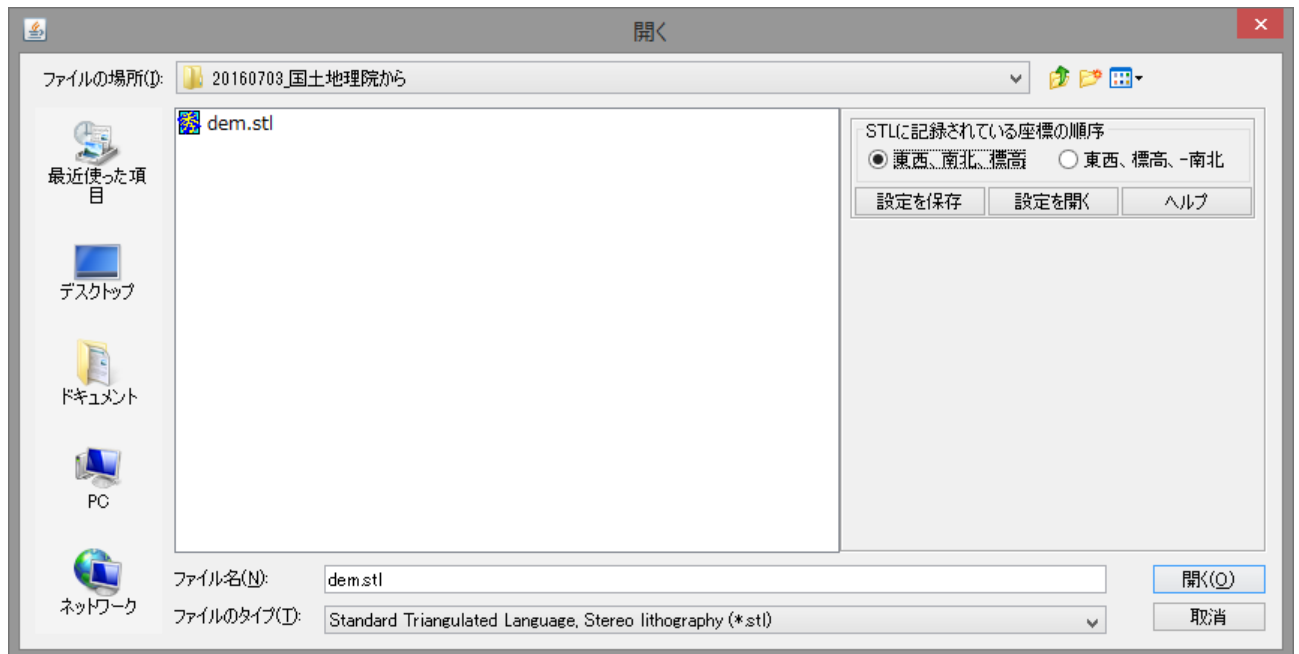 開く
ファイルの場所(I):
20160703_国土地理院から
dem.stl
STLに記録されている座標の順序
東西、南北、標高
東西、標高、-南北
設定を保存
設定を開く
ヘルプ
最近使った項
目
デスクトップ
ドキュメント
PC
ネットワーク
ファイル名(N):
dem.stl
開く(O)
ファイルのタイプ(T):
Standard Triangulated Language, Stereo lithography (*.stl)
取消